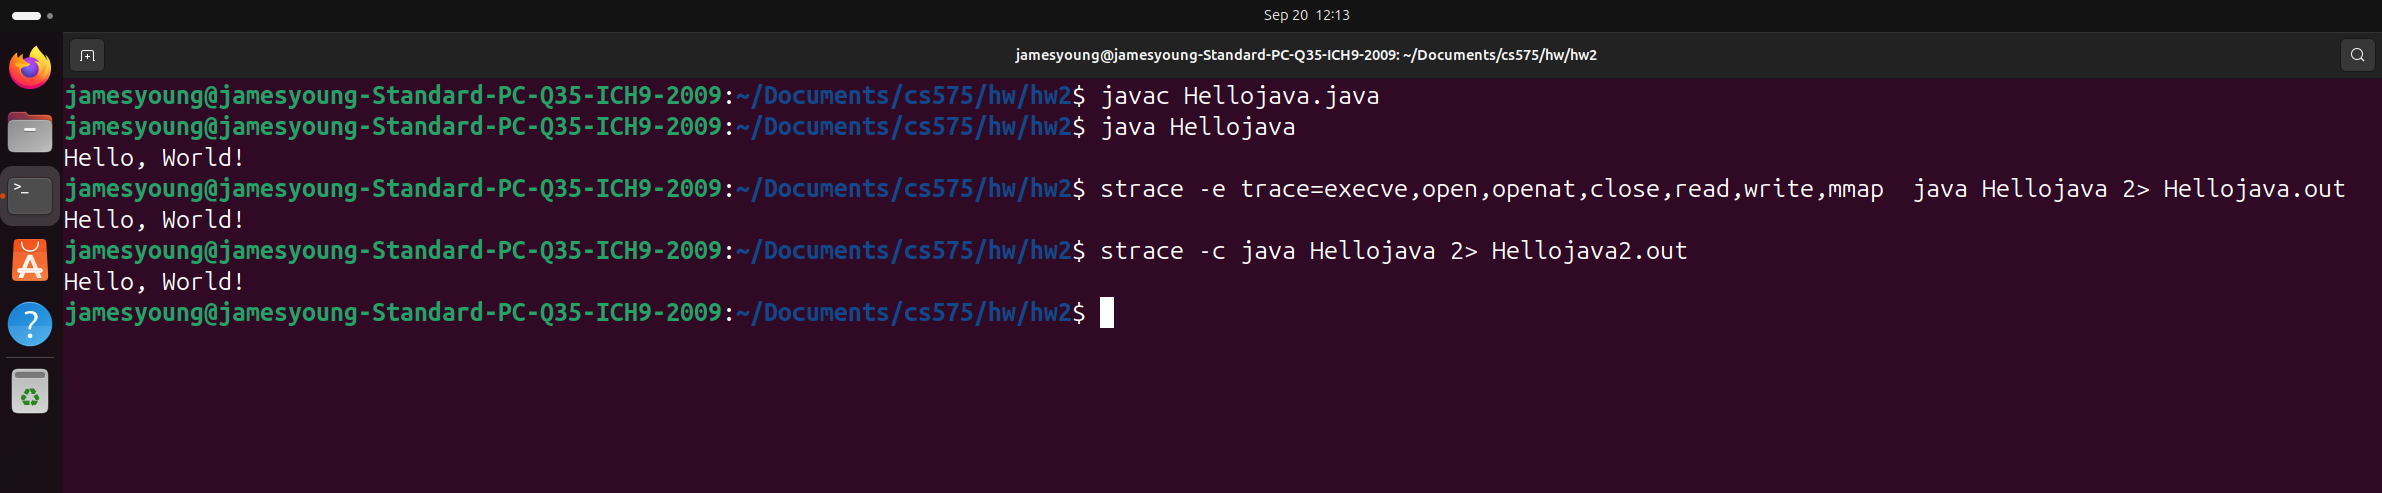 Sep 20 12:13
jamesyoung@jamesyoung-Standard-PC-Q35-ICH9-2009: ~/Documents/cs575/hw/hw2
jamesyoung@jamesyoung-Standard-PC-Q35-ICH9-2009:~/Documents/cs575/hw/hw2$ javac Hellojava.java
jamesyoung@jamesyoung-Standard-PC-Q35-ICH9-2009:~/Documents/cs575/hw/hw2$ java Hellojava
Hello, World!
jamesyoung@jamesyoung-Standard-PC-Q35-ICH9-2009:~/Documents/cs575/hw/hw2$ strace -e trace=execve,open,openat,close,read,write,mmap  java Hellojava 2> Hellojava.out
Hello, World!
jamesyoung@jamesyoung-Standard-PC-Q35-ICH9-2009:~/Documents/cs575/hw/hw2$ strace -c java Hellojava 2> Hellojava2.out
Hello, World!
jamesyoung@jamesyoung-Standard-PC-Q35-ICH9-2009:~/Documents/cs575/hw/hw2$